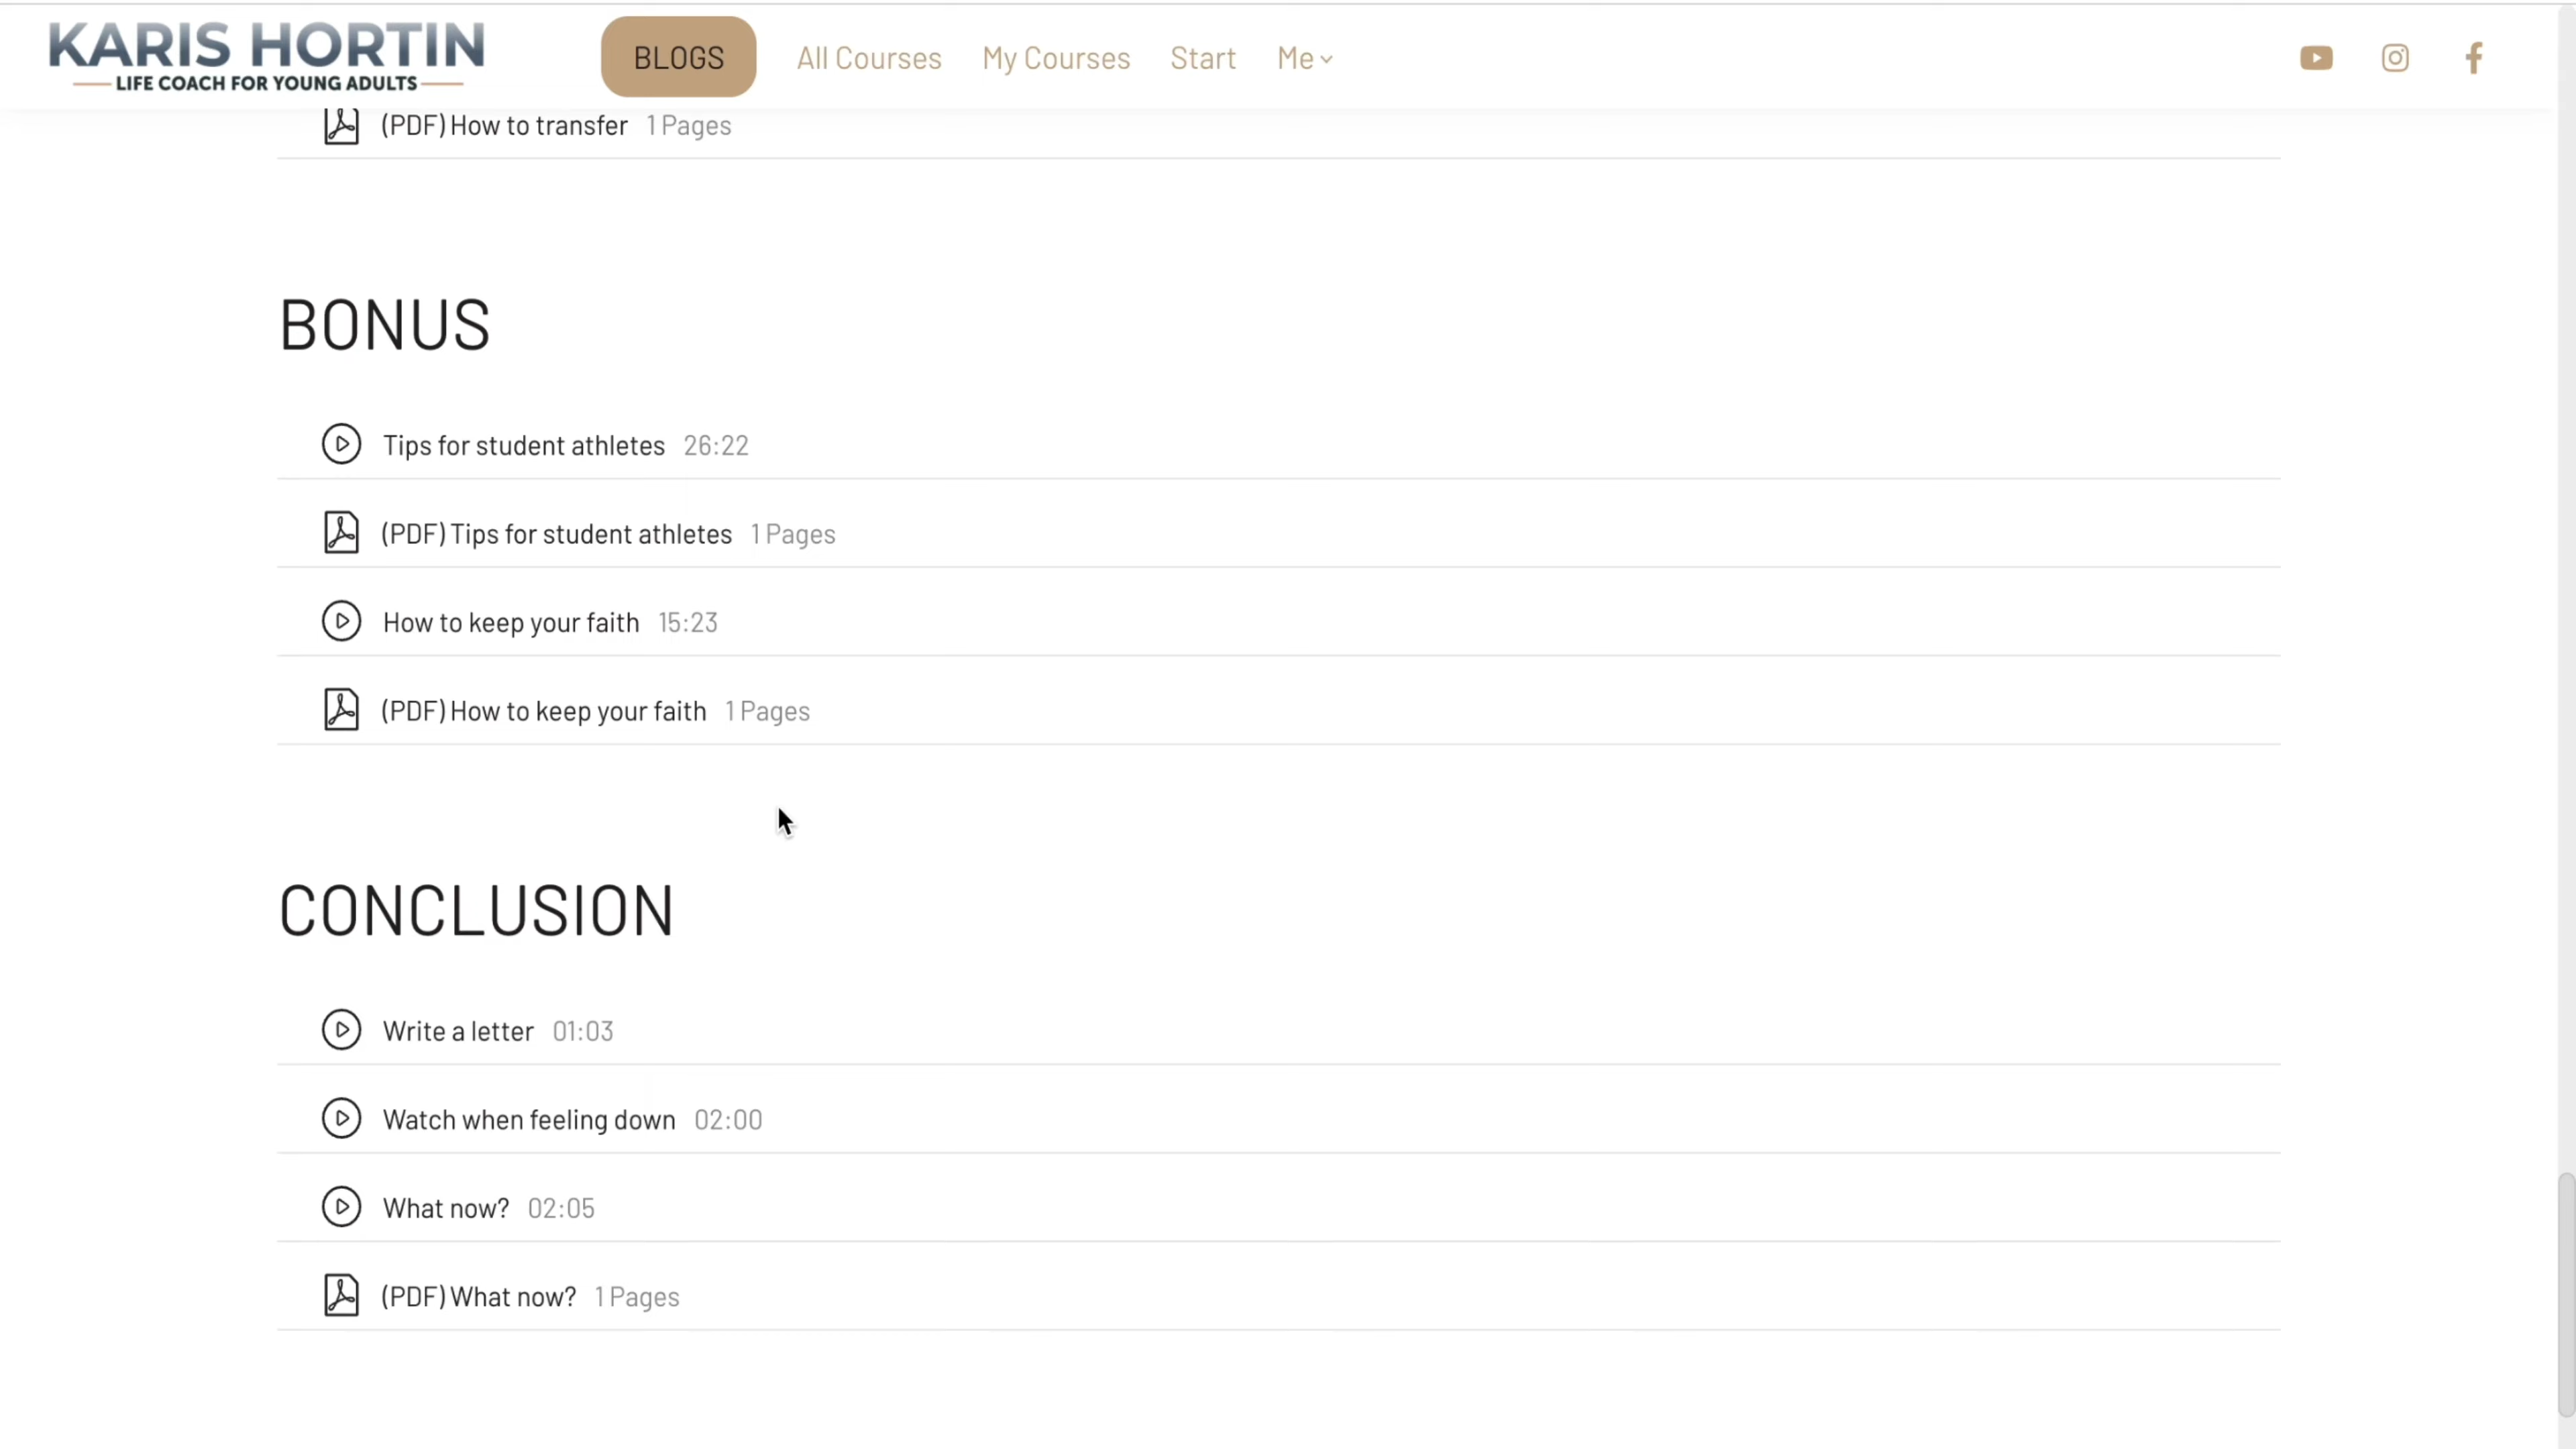 KARIS HORTIN
LIFE COACH FOR YOUNG ADULTS
BLOGS All Courses My Courses Start Me
(PDF) How to transfer 1 Pages
BONUS
Tips for student athletes 26:22
(PDF) Tips for student athletes 1 Pages
How to keep your faith 15:23
(PDF) How to keep your faith 1 Pages
CONCLUSION
Write a letter 01:03
Watch when feeling down 02:00
What now? 02:05
(PDF) What now? 1 Pages